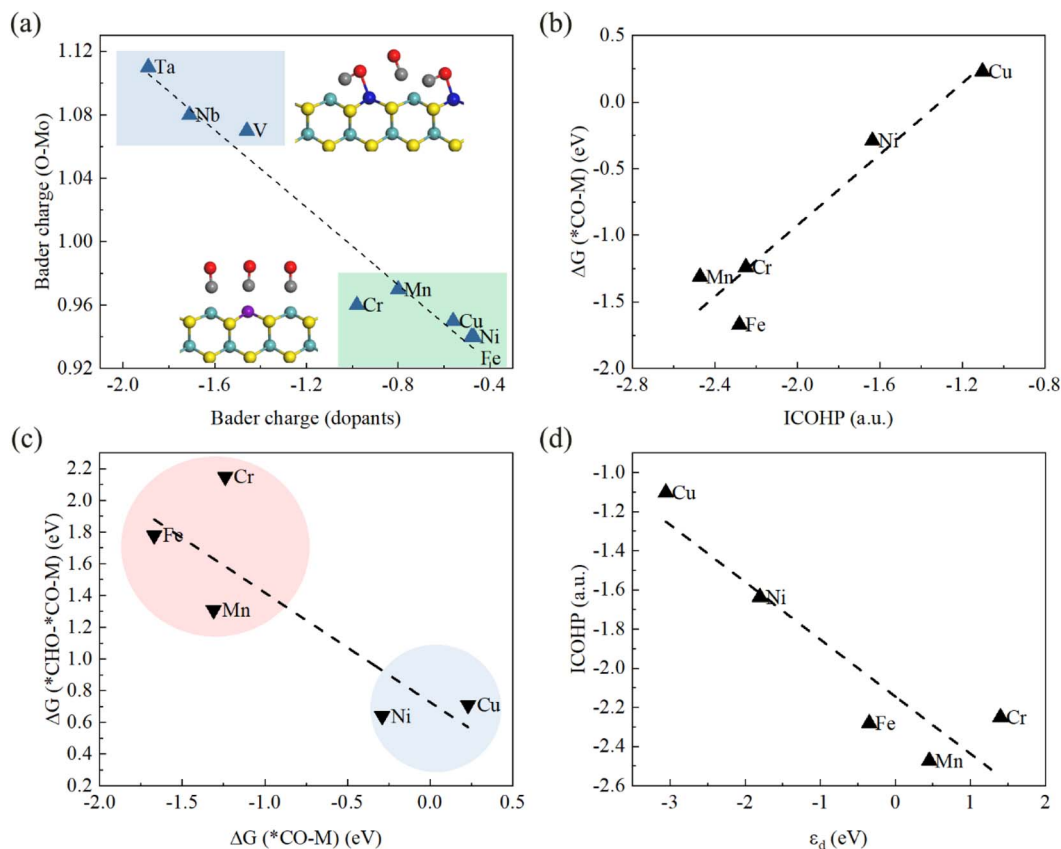 (a)
Bader charge (O-Mo)
1.12
1.08
1.04
1.00
0.96
0.92
Ta
Nb
V
Cr
Mn
Cu
Ni
Fe
-2.0
-1.6
-1.2
-0.8
-0.4
Bader charge (dopants)
(b)
ΔG (*CO-M) (eV)
0.5
0.0
-0.5
-1.0
-1.5
-2.0
Cu
Ni
Cr
Mn
Fe
-2.8
-2.4
-2.0
-1.6
-1.2
-0.8
ICOHP (a.u.)
(c)
ΔG (*CHO-*CO-M) (eV)
2.2
2.0
1.8
1.6
1.4
1.2
1.0
0.8
0.6
0.4
0.2
Cr
Fe
Mn
Ni
Cu
-2.0
-1.5
-1.0
-0.5
0.0
0.5
ΔG (*CO-M) (eV)
(d)
ICOHP (a.u.)
-1.0
-1.2
-1.4
-1.6
-1.8
-2.0
-2.2
-2.4
-2.6
Cu
Ni
Fe
Cr
Mn
-3
-2
-1
0
1
2
εd (eV)